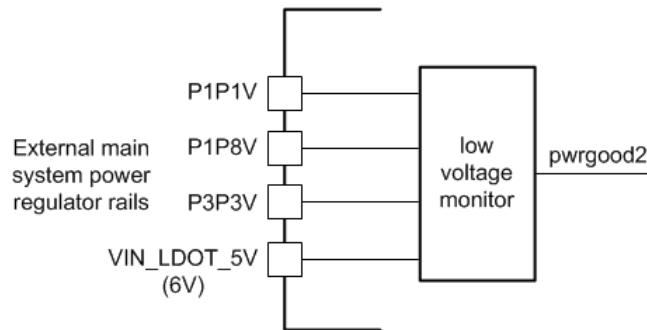 P1P1V
P1P8V
P3P3V
VIN_LDOT_5V
(6V)
External main
system power
regulator rails
low
voltage
monitor
pwrgood2